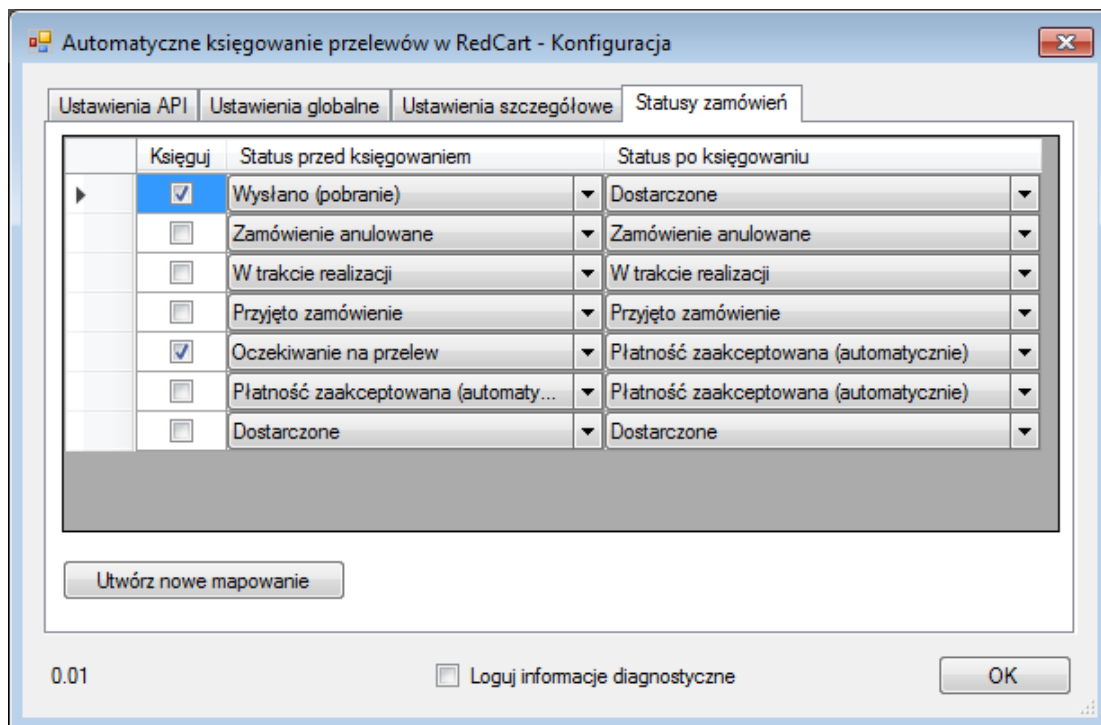 Automatyczne księgowanie przelewów w RedCart - Konfiguracja
Ustawienia API Ustawienia globalne Ustawienia szczegółowe Statusy zamówień
Księguj Status przed księgowaniem Status po księgowaniu
Wysłano (pobranie) Dostarczone
Zamówienie anulowane Zamówienie anulowane
W trakcie realizacji W trakcie realizacji
Przyjęto zamówienie Przyjęto zamówienie
Oczekiwanie na przelew Płatność zaakceptowana (automatycznie)
Płatność zaakceptowana (automaty... Płatność zaakceptowana (automatycznie)
Dostarczone Dostarczone
Utwórz nowe mapowanie
0.01 Loguj informacje diagnostyczne OK